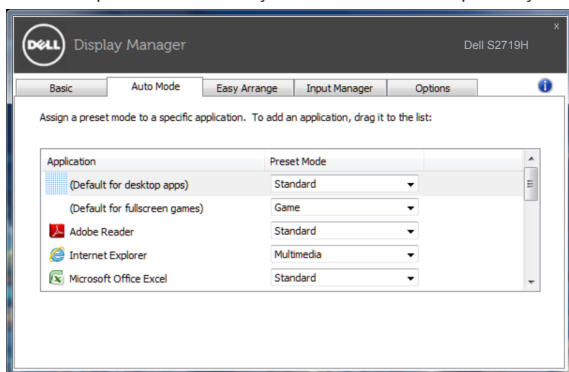 DELL Display Manager
x
Dell S2719H
Basic Auto Mode Easy Arrange Input Manager Options
Assign a preset mode to a specific application. To add an application, drag it to the list:
Application Preset Mode
(Default for desktop apps) Standard
(Default for fullscreen games) Game
Adobe Reader Standard
Internet Explorer Multimedia
Microsoft Office Excel Standard